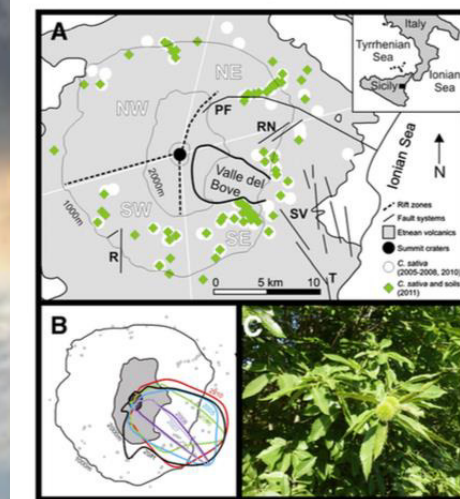 A
Italy
Tyrrhenian
Sea
Ionian
Sea
Sicily
NE
NW
PF
RN
Ionian Sea
N
2000m
Valle del
Bove
1000m
SW
SE
SV
R
T
0 5 km 10
Rift zones
Fault systems
Etnean volcanics
Summit craters
C. sativa
(2005-2008, 2010)
C. sativa and soils
(2011)
B
2010
1000m
C